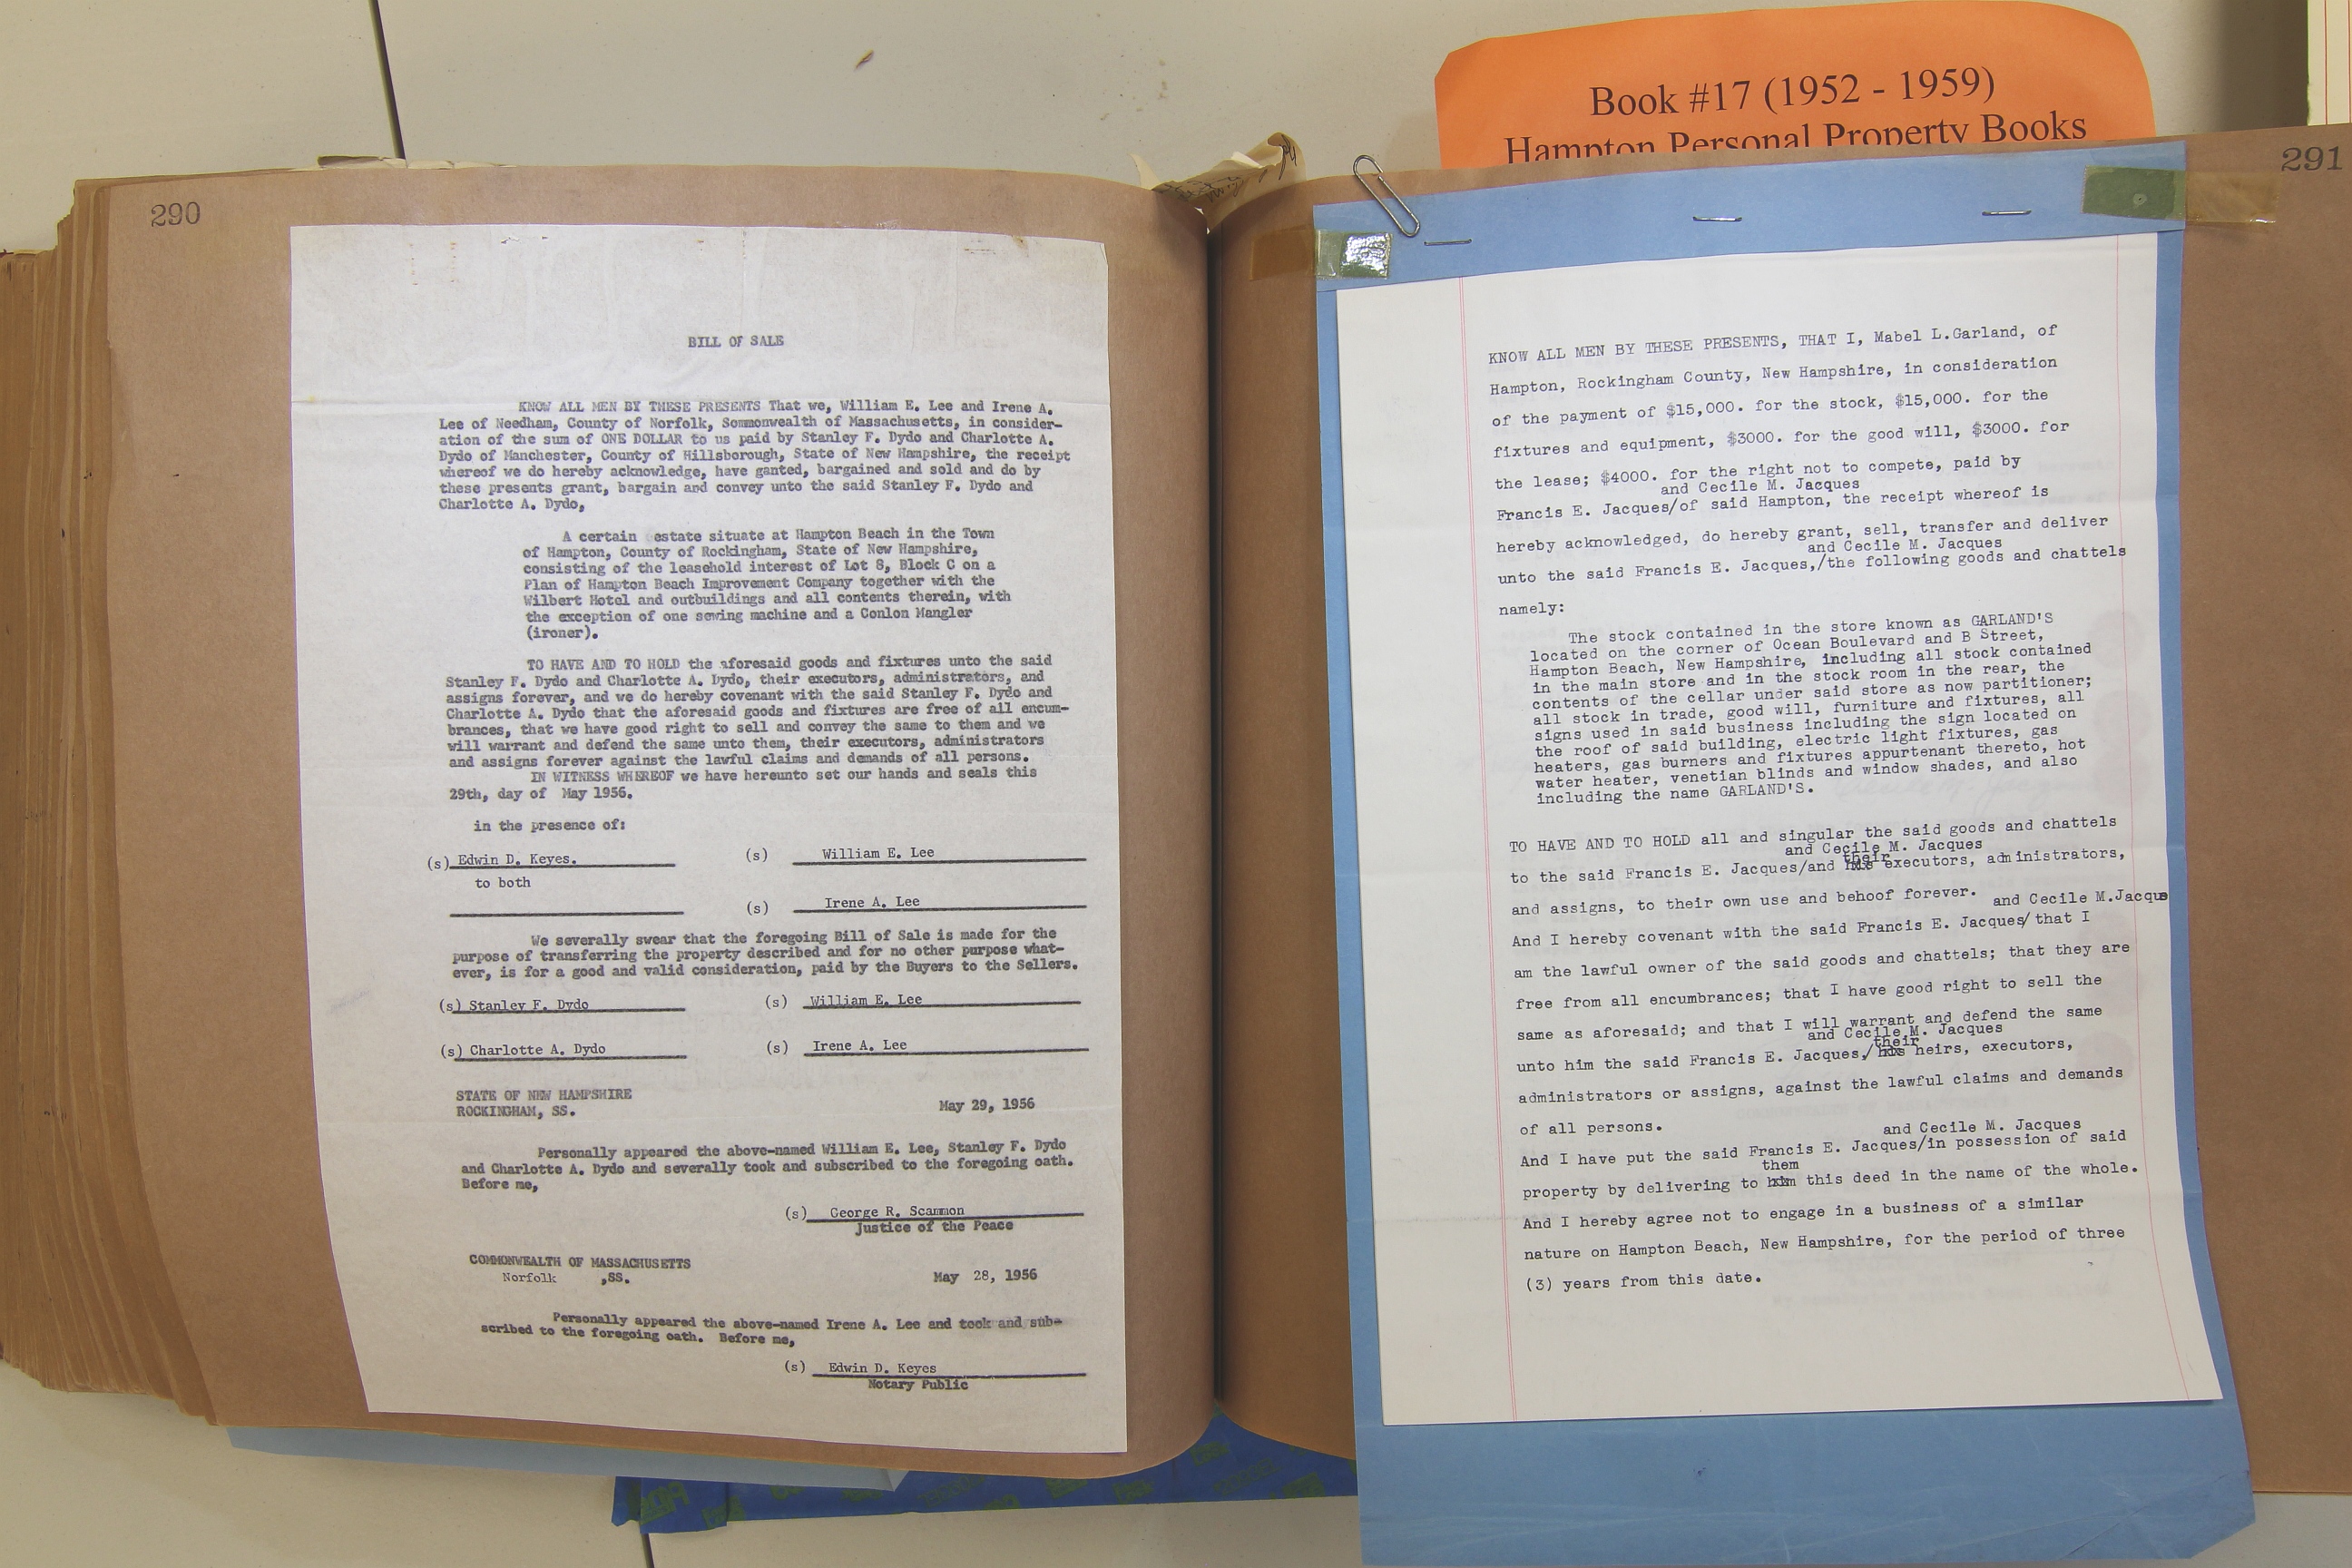 Book #17 (1952 - 1959)
Hampton Personal Property Books
290
BILL OF SALE
KNOW ALL MEN BY THESE PRESENTS That we, William E. Lee and Irene A.
Lee of Needham, County of Norfolk, Sommonwealth of Massachusetts, in consider-
ation of the sum of ONE DOLLAR to us paid by Stanley F. Dydo and Charlotte A.
Dydo of Manchester, County of Hillsborough, State of New Hampshire, the receipt
whereof we do hereby acknowledge, have ganted, bargained and sold and do by
these presents grant, bargain and convey unto the said Stanley F. Dydo and
Charlotte A. Dydo,
A certain estate situate at Hampton Beach in the Town
of Hampton, County of Rockingham, State of New Hampshire,
consisting of the leasehold interest of Lot 8, Block C on a
Plan of Hampton Beach Improvement Company together with the
Wilbert Hotel and outbuildings and all contents therein, with
the exception of one sewing machine and a Conlon Mangler
(ironer).
TO HAVE AND TO HOLD the aforesaid goods and fixtures unto the said
Stanley F. Dydo and Charlotte A. Dydo, their executors, administrators, and
assigns forever, and we do hereby covenant with the said Stanley F. Dydo and
Charlotte A. Dydo that the aforesaid goods and fixtures are free of all encum-
brances, that we have good right to sell and convey the same to them and we
will warrant and defend the same unto them, their executors, administrators
and assigns forever against the lawful claims and demands of all persons.
IN WITNESS WHEREOF we have hereunto set our hands and seals this
29th, day of May 1956.
in the presence of:
(s) Edwin D. Keyes. (s) William E. Lee
to both
(s) Irene A. Lee
We severally swear that the foregoing Bill of Sale is made for the
purpose of transferring the property described and for no other purpose what-
ever, is for a good and valid consideration, paid by the Buyers to the Sellers.
(s) Stanley F. Dydo (s) William E. Lee
(s) Charlotte A. Dydo (s) Irene A. Lee
STATE OF NEW HAMPSHIRE
ROCKINGHAM, SS. May 29, 1956
Personally appeared the above-named William E. Lee, Stanley F. Dydo
and Charlotte A. Dydo and severally took and subscribed to the foregoing oath.
Before me,
(s) George R. Scammon
Justice of the Peace
COMMONWEALTH OF MASSACHUSETTS
Norfolk ,SS. May 28, 1956
Personally appeared the above-named Irene A. Lee and took and sub-
scribed to the foregoing oath. Before me,
(s) Edwin D. Keyes
Notary Public
291
KNOW ALL MEN BY THESE PRESENTS, THAT I, Mabel L.Garland, of
Hampton, Rockingham County, New Hampshire, in consideration
of the payment of $15,000. for the stock, $15,000. for the
fixtures and equipment, $3000. for the good will, $3000. for
the lease; $4000. for the right not to compete, paid by
and Cecile M. Jacques
Francis E. Jacques/of said Hampton, the receipt whereof is
hereby acknowledged, do hereby grant, sell, transfer and deliver
and Cecile M. Jacques
unto the said Francis E. Jacques,/the following goods and chattels
namely:
The stock contained in the store known as GARLAND'S
located on the corner of Ocean Boulevard and B Street,
Hampton Beach, New Hampshire, including all stock contained
in the main store and in the stock room in the rear, the
contents of the cellar under said store as now partitioner;
all stock in trade, good will, furniture and fixtures, all
signs used in said business including the sign located on
the roof of said building, electric light fixtures, gas
heaters, gas burners and fixtures appurtenant thereto, hot
water heater, venetian blinds and window shades, and also
including the name GARLAND'S.
TO HAVE AND TO HOLD all and singular the said goods and chattels
and Cecile M. Jacques
their
to the said Francis E. Jacques/and his executors, administrators,
and assigns, to their own use and behoof forever.
and Cecile M.Jacque
And I hereby covenant with the said Francis E. Jacques/ that I
am the lawful owner of the said goods and chattels; that they are
free from all encumbrances; that I have good right to sell the
same as aforesaid; and that I will warrant and defend the same
and Cecile M. Jacques
their
unto him the said Francis E. Jacques,/ his heirs, executors,
administrators or assigns, against the lawful claims and demands
of all persons.
and Cecile M. Jacques
And I have put the said Francis E. Jacques/in possession of said
them
property by delivering to him this deed in the name of the whole.
And I hereby agree not to engage in a business of a similar
nature on Hampton Beach, New Hampshire, for the period of three
(3) years from this date.